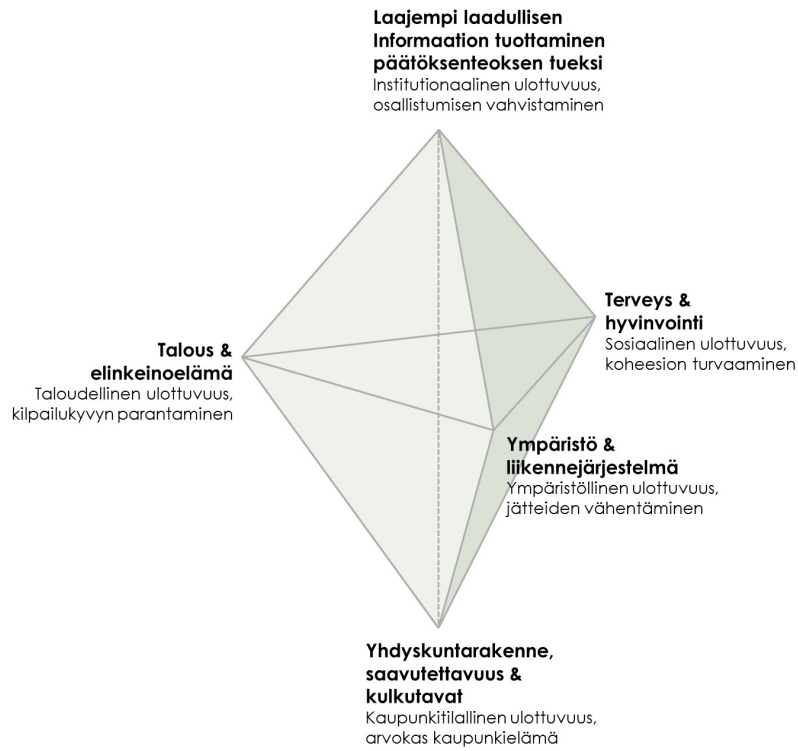 Laajempi laadullisen
Informaation tuottaminen
päätöksenteoksen tueksi
Institutionaalinen ulottuvuus,
osallistumisen vahvistaminen
Terveys &
hyvinvointi
Sosiaalinen ulottuvuus,
koheesion turvaaminen
Talous &
elinkeinoelämä
Taloudellinen ulottuvuus,
kilpailukyvyn parantaminen
Ympäristö &
liikennejärjestelmä
Ympäristöllinen ulottuvuus,
jätteiden vähentäminen
Yhdyskuntarakenne,
saavutettavuus &
kulkutavat
Kaupunkitilallinen ulottuvuus,
arvokas kaupunkielämä